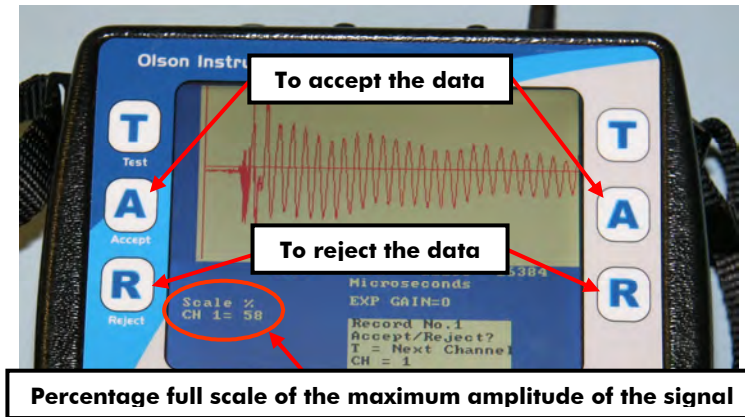 Olson Instru
To accept the data
T
Test
T
A
Accept
A
To reject the data
R
Reject
R
5384
Microseconds
Scale %
CH 1= 58
EXP GAIN=0
Record No.1
Accept/Reject?
T = Next Channel
CH = 1
Percentage full scale of the maximum amplitude of the signal